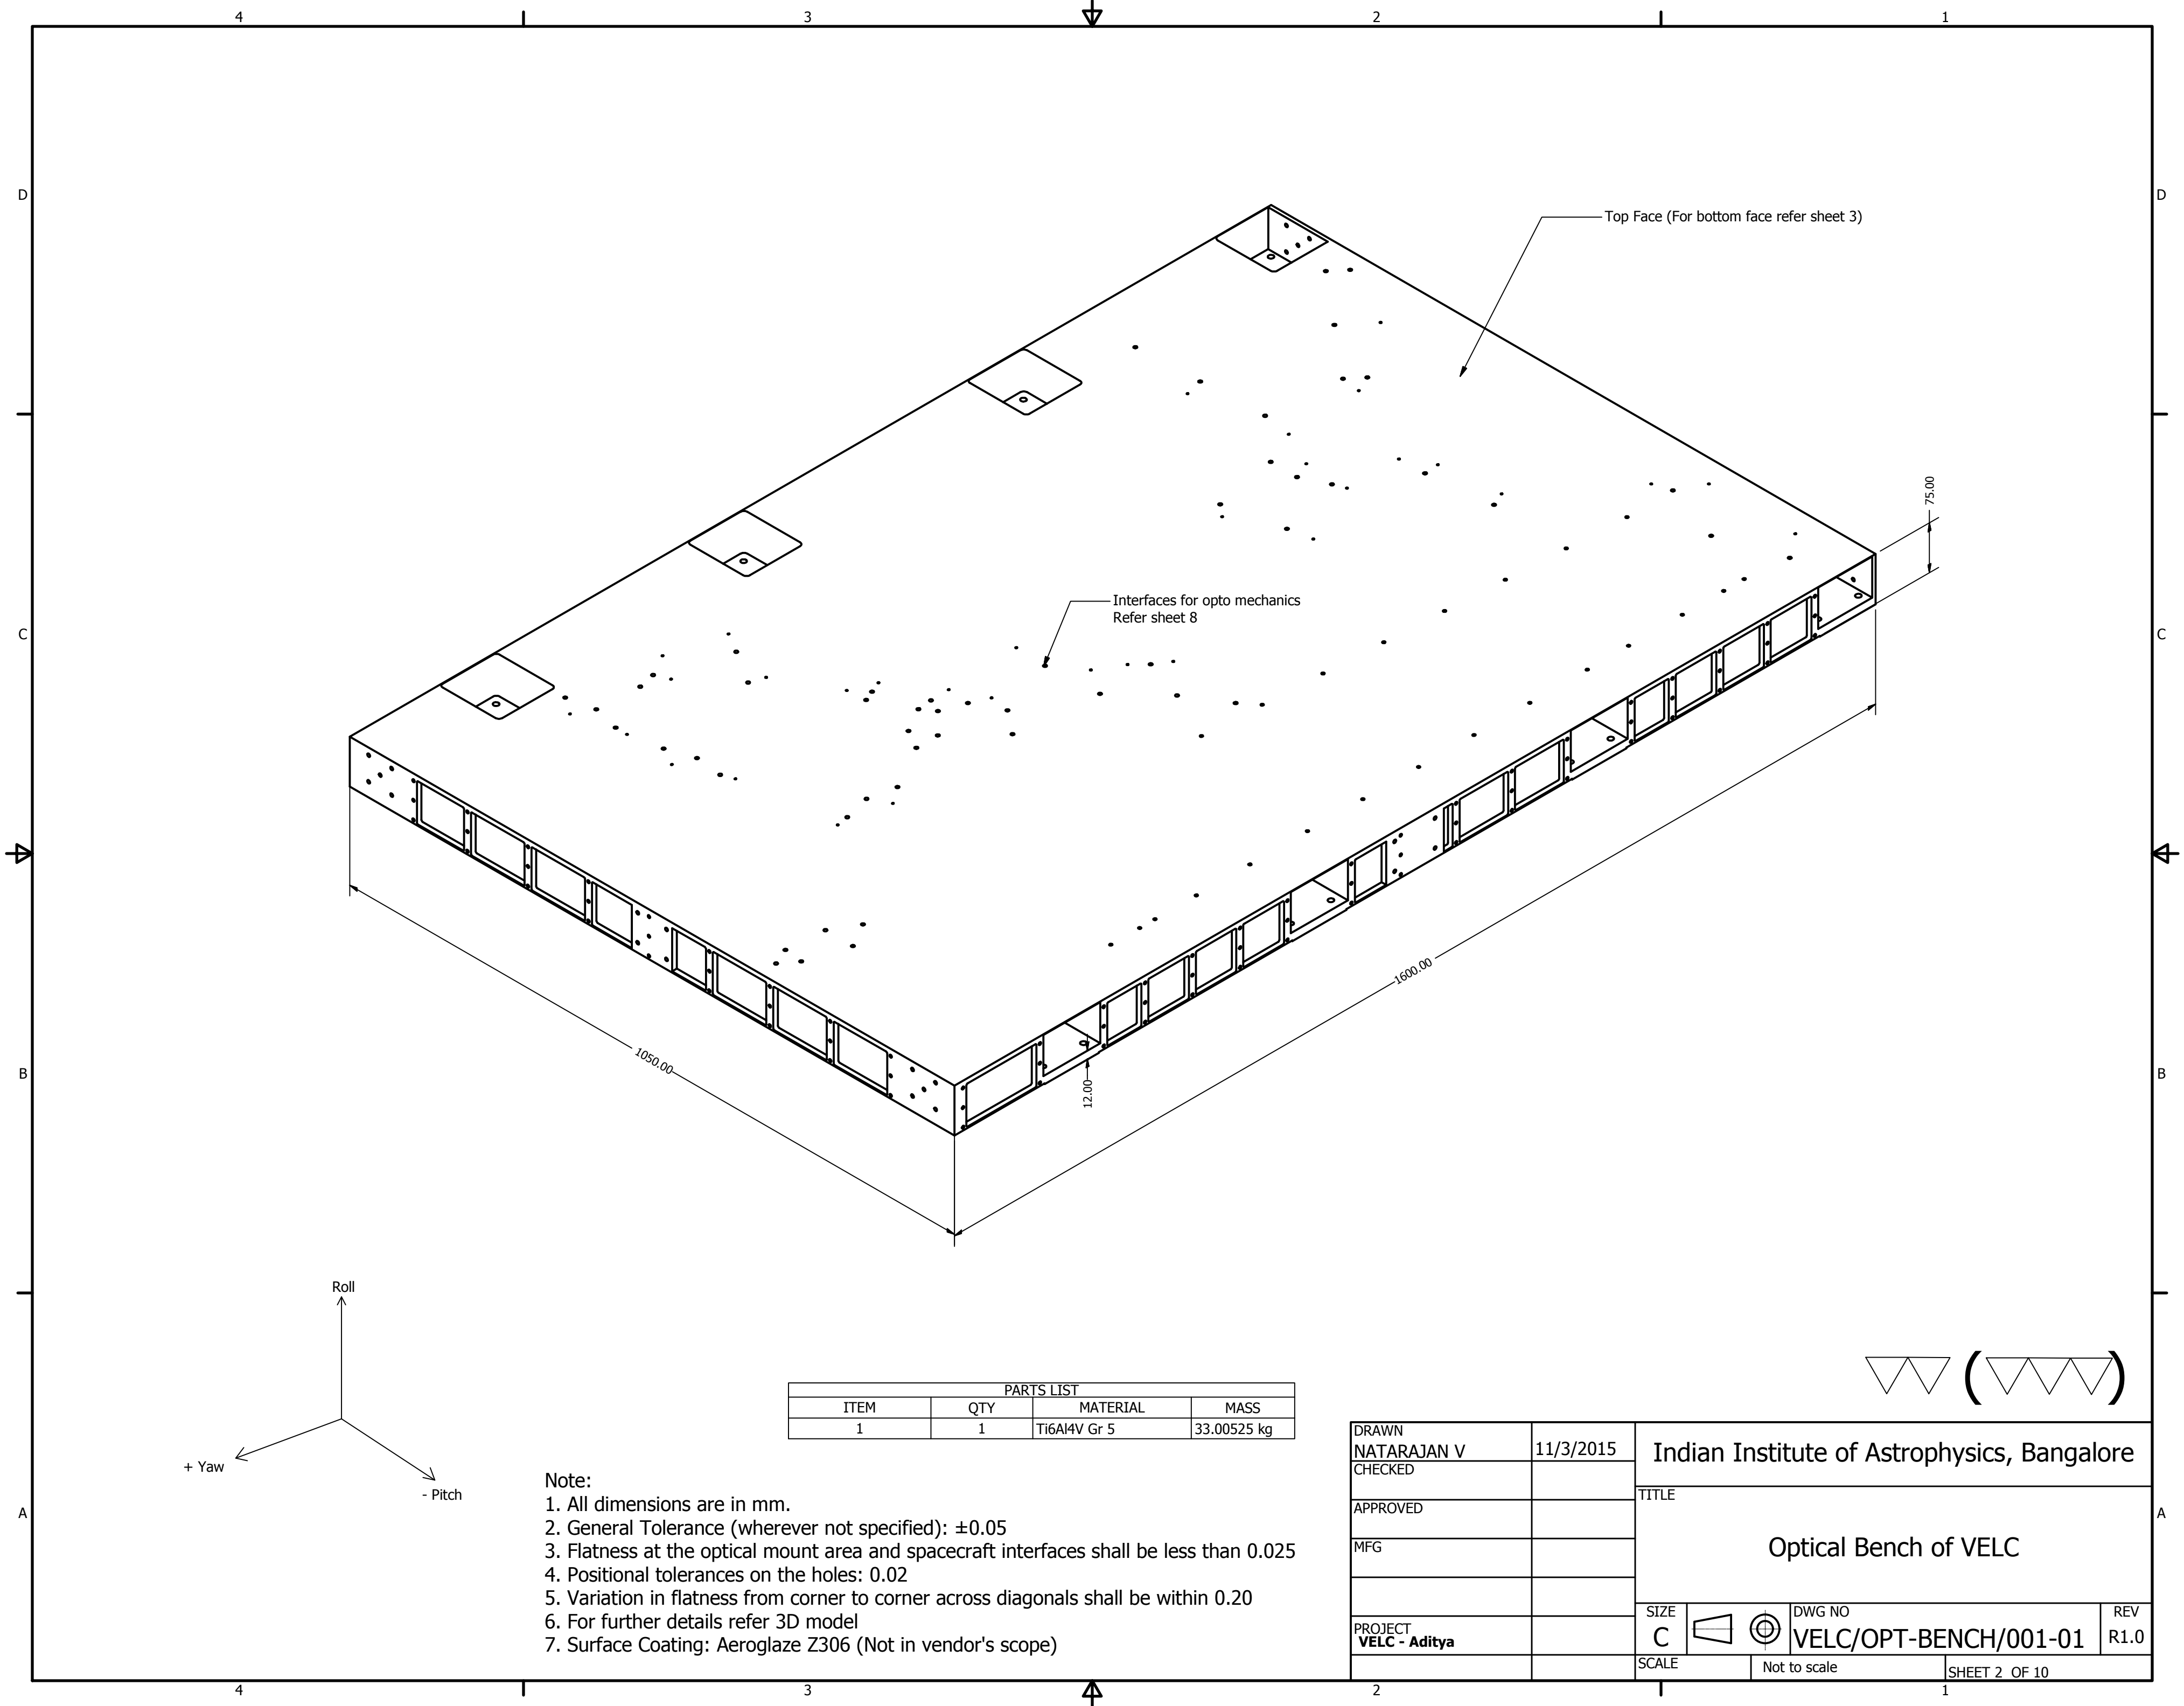 4 3 2 1
D D
Top Face (For bottom face refer sheet 3)
75.00
Interfaces for opto mechanics
Refer sheet 8
C C
1600.00
1050.00
12.00
B B
Roll
+ Yaw
- Pitch
PARTS LIST
ITEM QTY MATERIAL MASS
1 1 Ti6Al4V Gr 5 33.00525 kg
Note:
1. All dimensions are in mm.
2. General Tolerance (wherever not specified): ±0.05
3. Flatness at the optical mount area and spacecraft interfaces shall be less than 0.025
4. Positional tolerances on the holes: 0.02
5. Variation in flatness from corner to corner across diagonals shall be within 0.20
6. For further details refer 3D model
7. Surface Coating: Aeroglaze Z306 (Not in vendor's scope)
A A
DRAWN
NATARAJAN V 11/3/2015
CHECKED
APPROVED
MFG
PROJECT
VELC - Aditya
Indian Institute of Astrophysics, Bangalore
TITLE
Optical Bench of VELC
SIZE
C
DWG NO
VELC/OPT-BENCH/001-01
REV
R1.0
SCALE
Not to scale
SHEET 2 OF 10
4 3 2 1